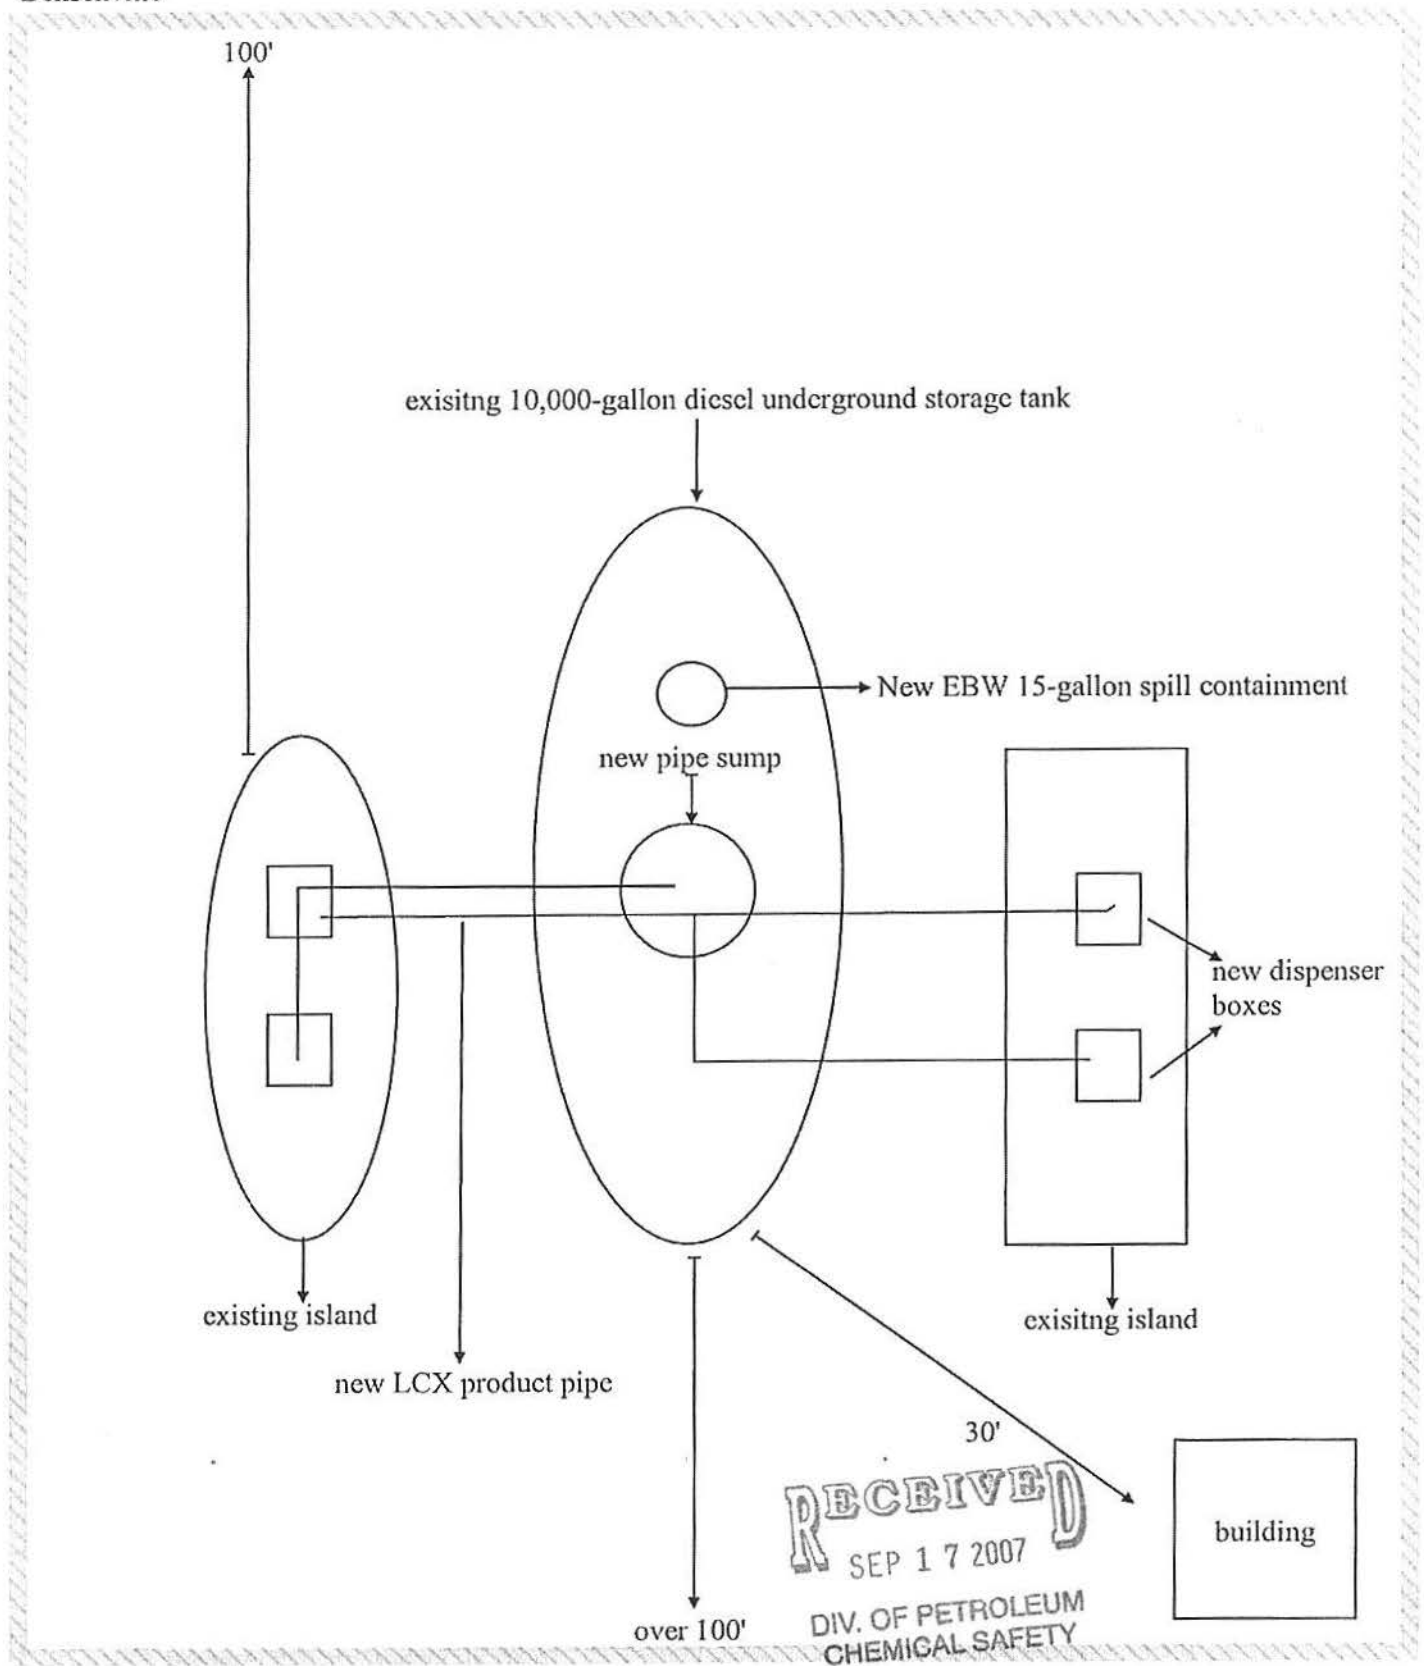 100'
exisitng 10,000-gallon diesel underground storage tank
New EBW 15-gallon spill containment
new pipe sump
new dispenser
boxes
existing island
exisitng island
new LCX product pipe
30'
RECEIVED
SEP 17 2007
DIV. OF PETROLEUM
CHEMICAL SAFETY
building
over 100'